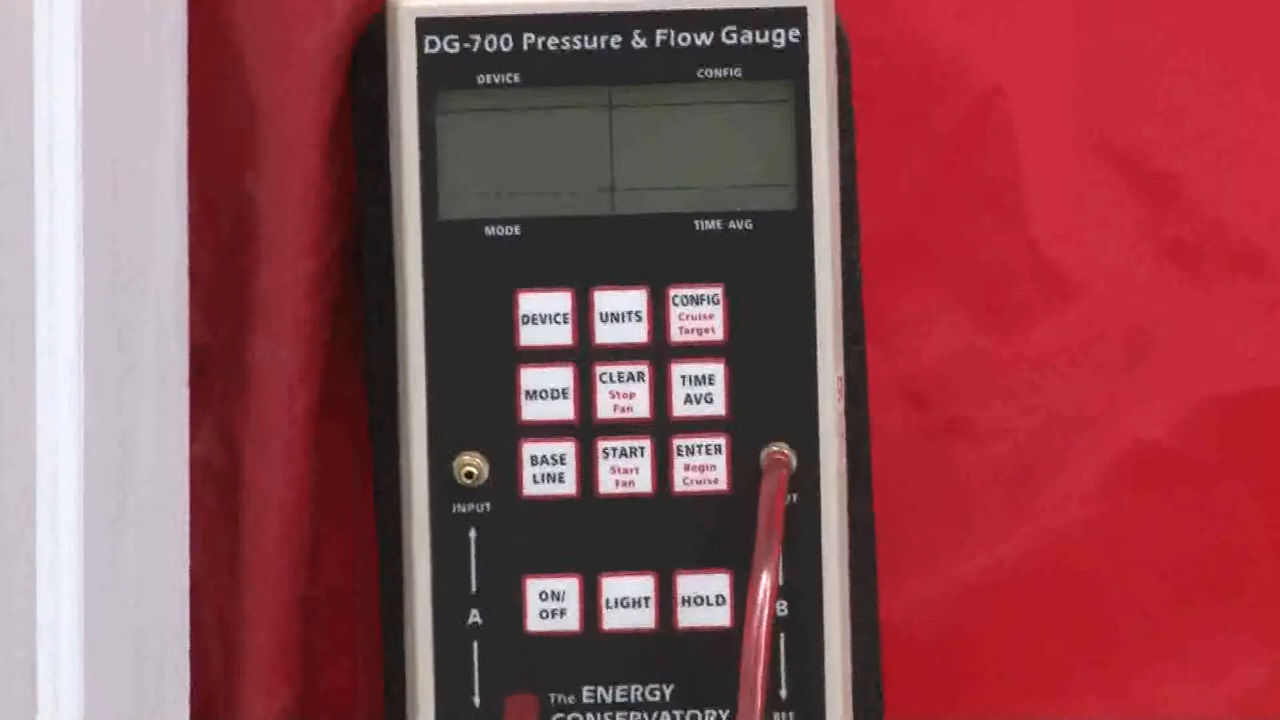 DG-700 Pressure & Flow Gauge
DEVICE CONFIG
MODE TIME AVG
DEVICE UNITS CONFIG
Cruise
Target
MODE CLEAR
Stop
Fan
TIME
AVG
BASE
LINE
START
Start
Fan
ENTER
Begin
Cruise
INPUT
A
B
ON/
OFF
LIGHT HOLD
The ENERGY
CONSERVATORY